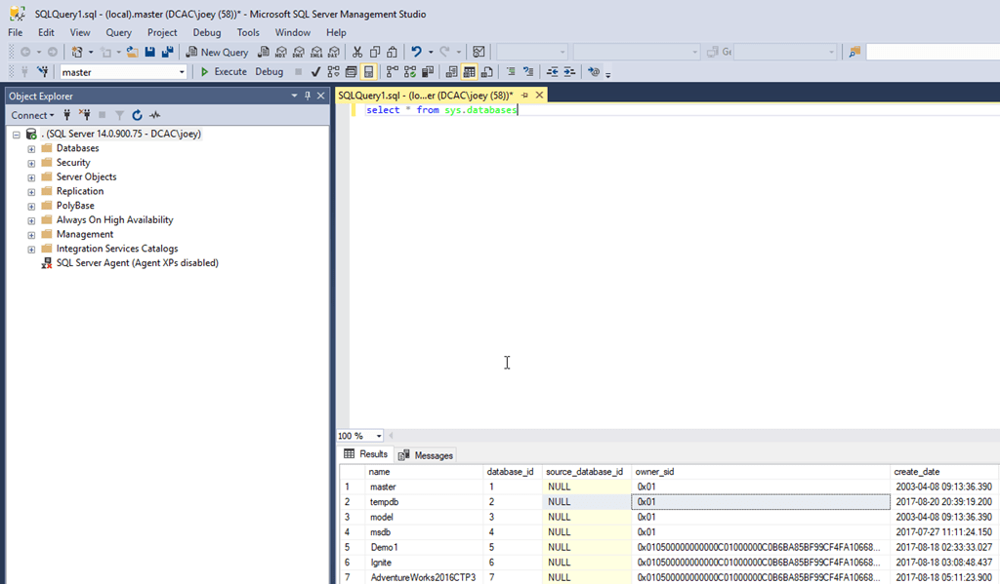 SQLQuery1.sql - (local).master (DCAC\joey (58))* - Microsoft SQL Server Management Studio
File Edit View Query Project Debug Tools Window Help
New Query MDX DMX XMLA DAX Ge
master Execute Debug
Object Explorer
SQLQuery1.sql - (lo...er (DCAC\joey (58))*
Connect
select * from sys.databases
. (SQL Server 14.0.900.75 - DCAC\joey)
Databases
Security
Server Objects
Replication
PolyBase
Always On High Availability
Management
Integration Services Catalogs
SQL Server Agent (Agent XPs disabled)
100 %
Results Messages
name database_id source_database_id owner_sid create_date
1 master 1 NULL 0x01 2003-04-08 09:13:36.390
2 tempdb 2 NULL 0x01 2017-08-20 20:39:19.200
3 model 3 NULL 0x01 2003-04-08 09:13:36.390
4 msdb 4 NULL 0x01 2017-07-27 11:11:24.150
5 Demo1 5 NULL 0x010500000000000C01000000C0B6BA85BF99CF4FA10668... 2017-08-18 02:33:33.027
6 Ignite 6 NULL 0x010500000000000C01000000C0B6BA85BF99CF4FA10668... 2017-08-18 03:08:48.437
7 AdventureWorks2016CTP3 7 NULL 0x010500000000000C01000000C0B6BA85BF99CF4FA10668... 2017-08-18 05:11:23.900